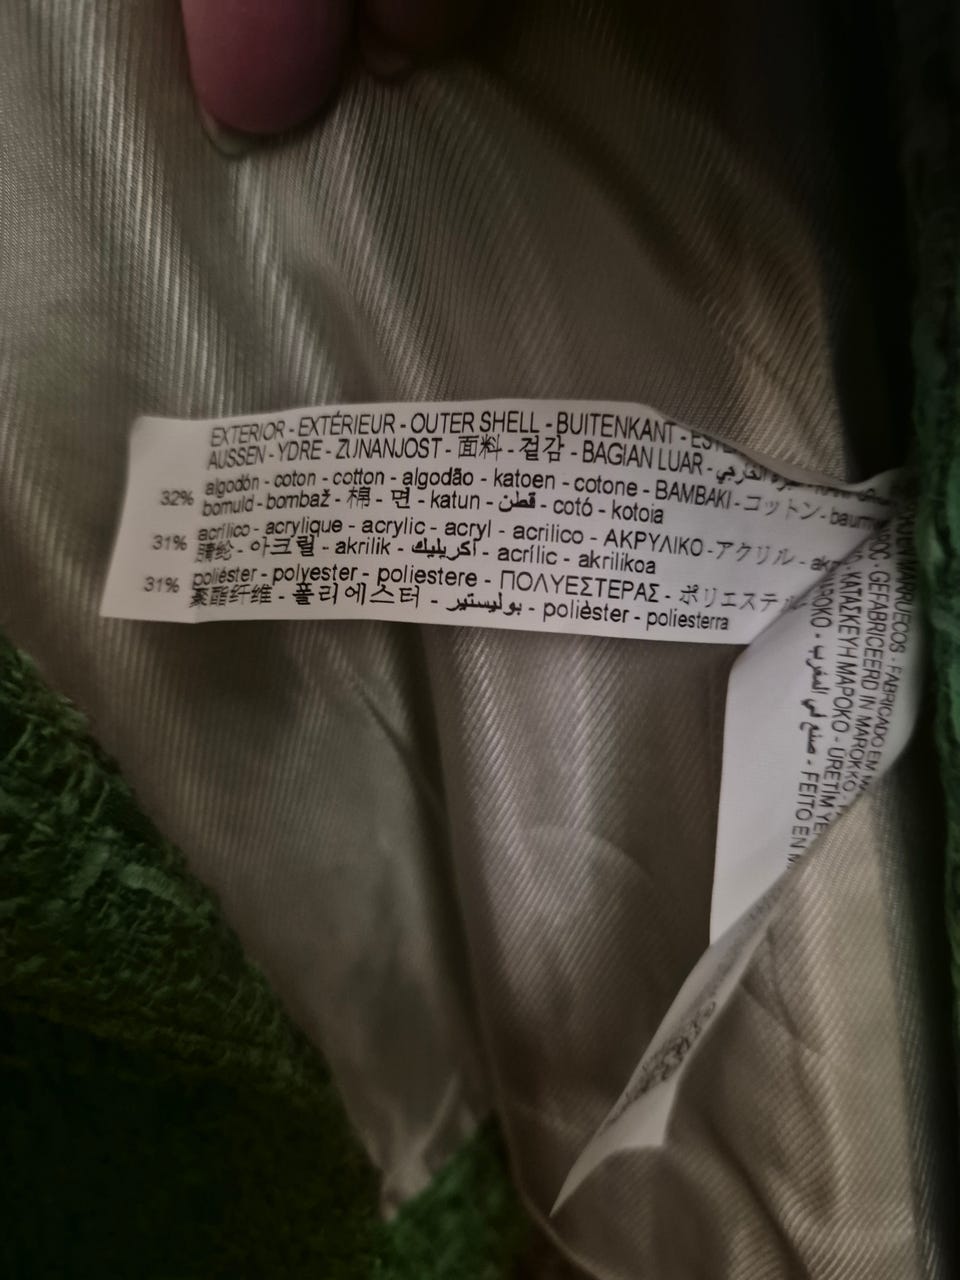 EXTERIOR - EXTÉRIEUR - OUTER SHELL - BUITENKANT -
AUSSEN - YDRE - ZUNANJOST - 面料 - 겉감 - BAGIAN LUAR -
32% algodón - coton - cotton - algodão - katoen - cotone - BAMBAKI - コットン -
bomuld - bombaž - 棉 - 면 - katun - قطن - cotó - kotoia
31% acrílico - acrylique - acrylic - acryl - acrilico - ΑΚΡΥΛΙΚΟ - アクリル -
腈纶 - 아크릴 - akrilik - أكريليك - acrílic - akrilikoa
31% poliéster - polyester - poliestere - ΠΟΛΥΕΣΤΕΡΑΣ -
聚酯纤维 - 폴리에스터 - بوليستير - polièster - poliesterra
MARRUECOS - FABRICADO EM
GEFABRICEERD IN MAROKKO
ΚΑΤΑΣΚΕΥΗ ΜΑΡΟΚΟ - ÜRETIM
صنع في المغرب - FEITO EN